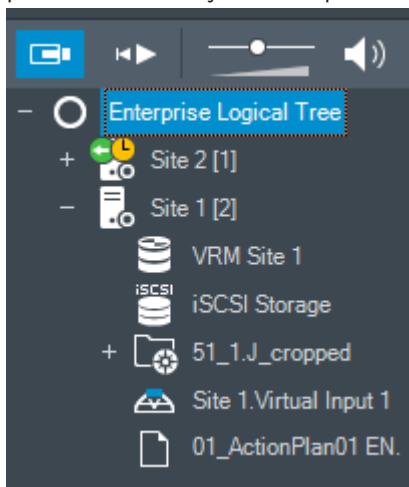 Enterprise Logical Tree
Site 2 [1]
Site 1 [2]
VRM Site 1
iSCSI
iSCSI Storage
51_1.J_cropped
Site 1.Virtual Input 1
01_ActionPlan01 EN.